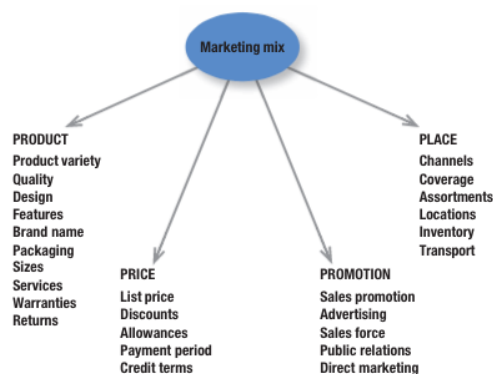 Marketing mix
PRODUCT
Product variety
Quality
Design
Features
Brand name
Packaging
Sizes
Services
Warranties
Returns
PRICE
List price
Discounts
Allowances
Payment period
Credit terms
PROMOTION
Sales promotion
Advertising
Sales force
Public relations
Direct marketing
PLACE
Channels
Coverage
Assortments
Locations
Inventory
Transport